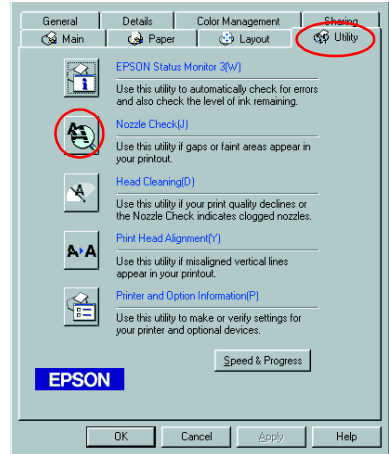 General Details Color Management Sharing
Main Paper Layout Utility
EPSON Status Monitor 3(W)
Use this utility to automatically check for errors
and also check the level of ink remaining.
Nozzle Check(J)
Use this utility if gaps or faint areas appear in
your printout.
Head Cleaning(D)
Use this utility if your print quality declines or
the Nozzle Check indicates clogged nozzles.
Print Head Alignment(Y)
A A
Use this utility if misaligned vertical lines
appear in your printout.
Printer and Option Information(P)
Use this utility to make or verify settings for
your printer and optional devices.
Speed & Progress
EPSON
OK Cancel Apply Help